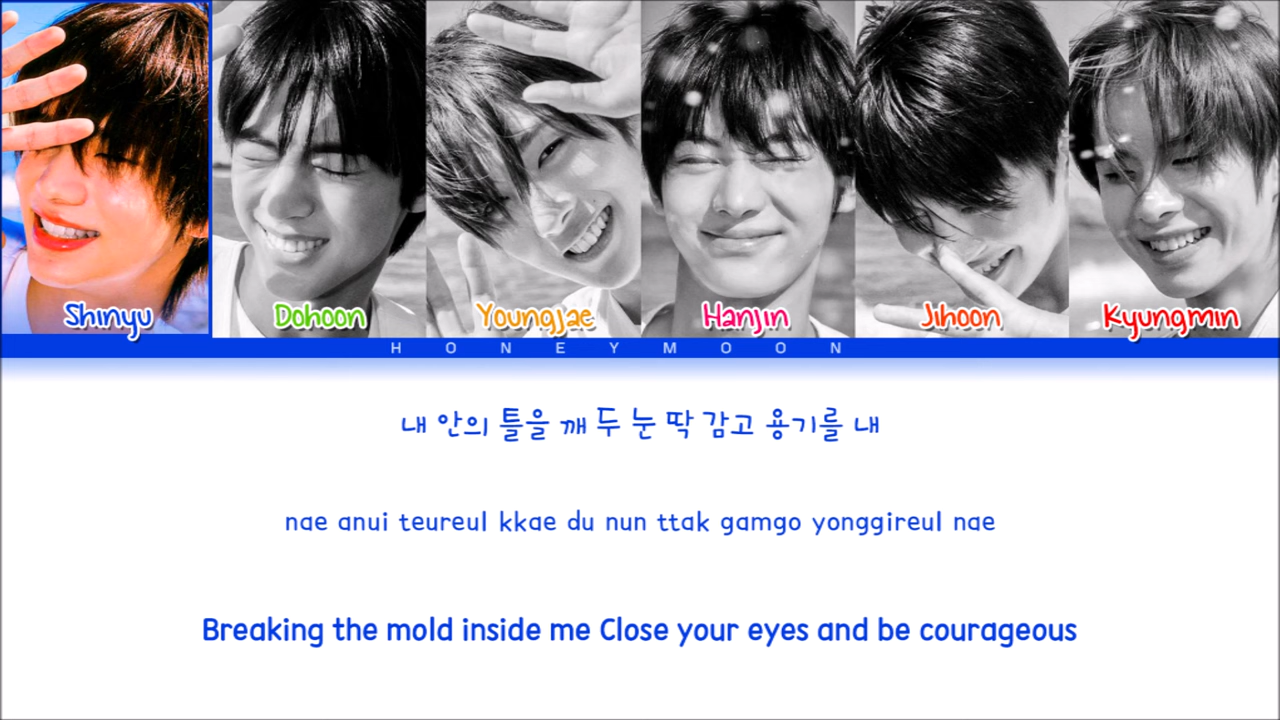 Shinyu Dohoon Youngjae Hanjin Jihoon Kyungmin
HONEYMOON
내 안의 틀을 깨 두 눈 딱 감고 용기를 내
nae anui teureul kkae du nun ttak gamgo yonggireul nae
Breaking the mold inside me Close your eyes and be courageous